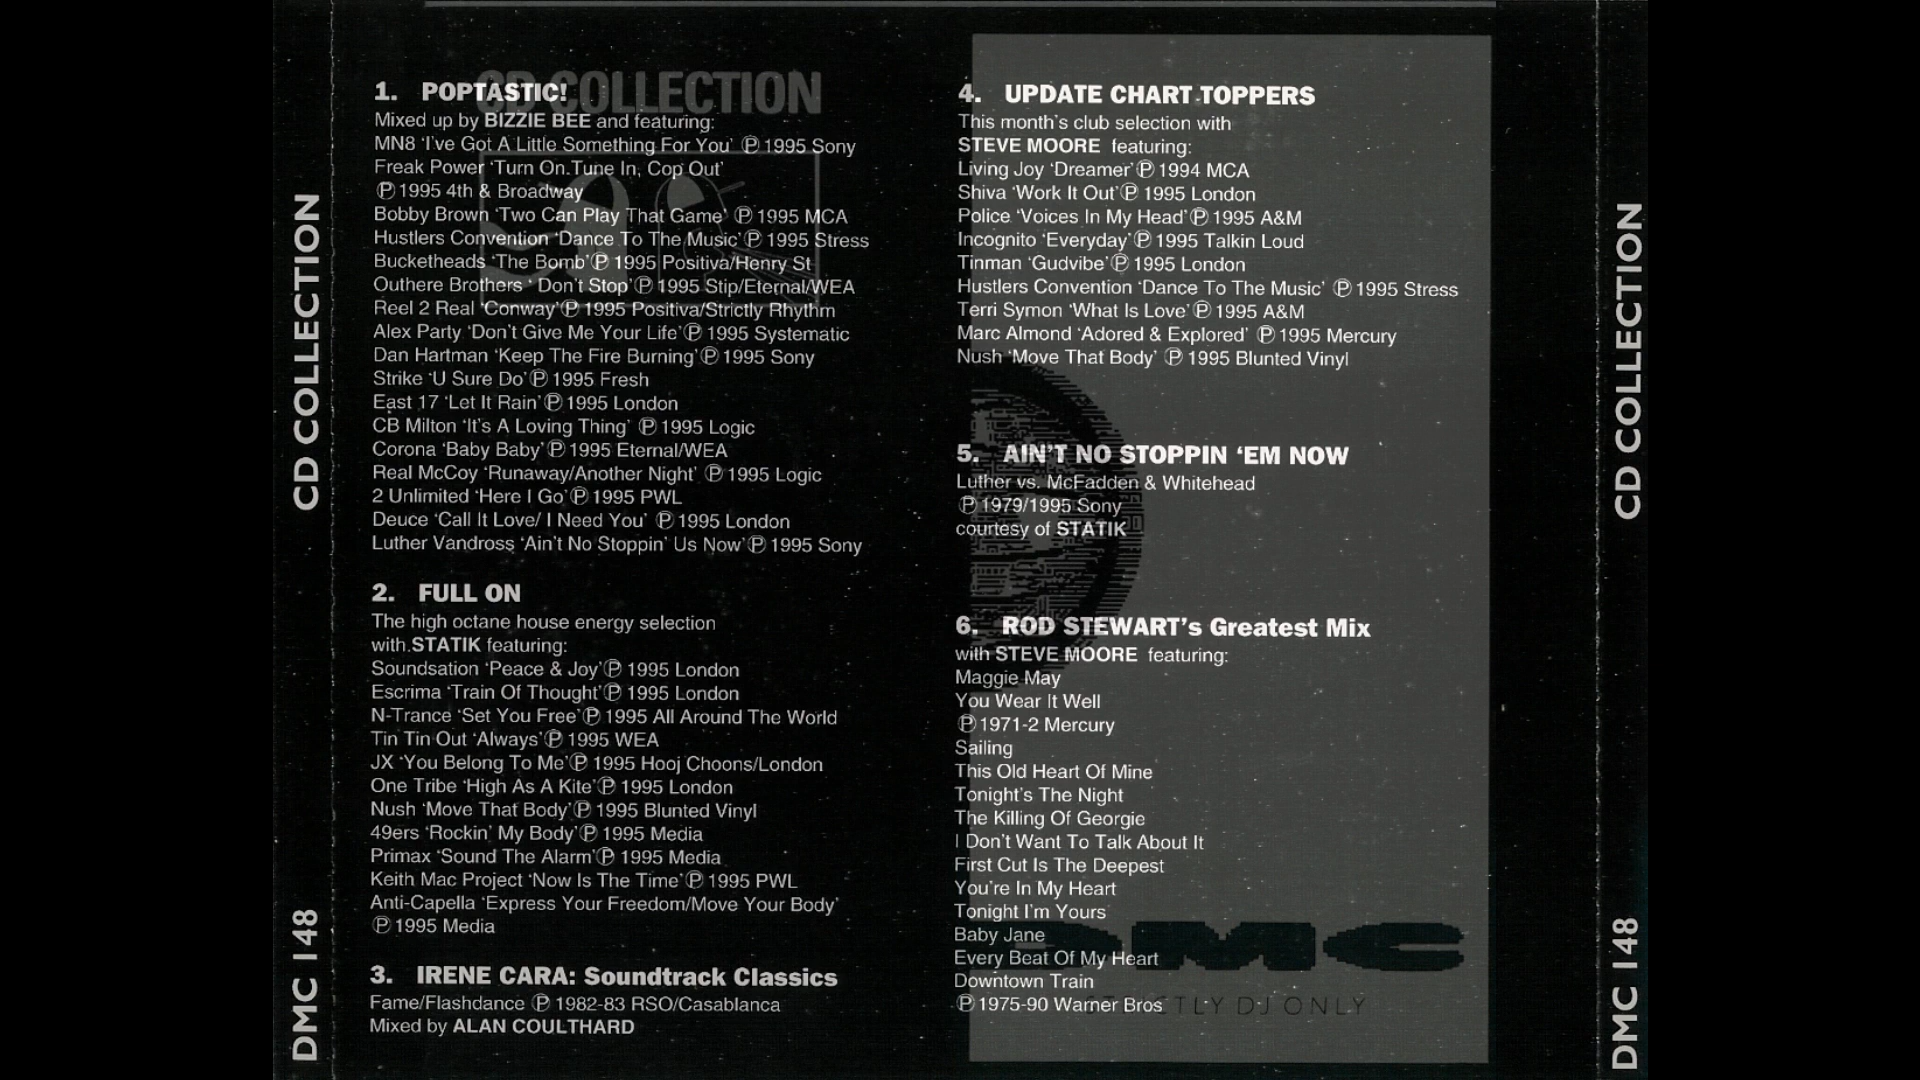 CD COLLECTION
DMC 148
CD COLLECTION
1. POPTASTIC!
Mixed up by BIZZIE BEE and featuring:
MN8 ‘I’ve Got A Little Something For You’ ℗ 1995 Sony
Freak Power ‘Turn On.Tune In, Cop Out’
℗ 1995 4th & Broadway
Bobby Brown ‘Two Can Play That Game’ ℗ 1995 MCA
Hustlers Convention ‘Dance To The Music’ ℗ 1995 Stress
Bucketheads ‘The Bomb’ ℗ 1995 Positiva/Henry St
Outhere Brothers ‘ Don’t Stop’ ℗ 1995 Stip/Eternal/WEA
Reel 2 Real ‘Conway’ ℗ 1995 Positiva/Strictly Rhythm
Alex Party ‘Don’t Give Me Your Life’ ℗ 1995 Systematic
Dan Hartman ‘Keep The Fire Burning’ ℗ 1995 Sony
Strike ‘U Sure Do’ ℗ 1995 Fresh
East 17 ‘Let It Rain’ ℗ 1995 London
CB Milton ‘It’s A Loving Thing’ ℗ 1995 Logic
Corona ‘Baby Baby’ ℗ 1995 Eternal/WEA
Real McCoy ‘Runaway/Another Night’ ℗ 1995 Logic
2 Unlimited ‘Here I Go’ ℗ 1995 PWL
Deuce ‘Call It Love/ I Need You’ ℗ 1995 London
Luther Vandross ‘Ain’t No Stoppin’ Us Now’ ℗ 1995 Sony
2. FULL ON
The high octane house energy selection
with STATIK featuring:
Soundsation ‘Peace & Joy’ ℗ 1995 London
Escrima ‘Train Of Thought’ ℗ 1995 London
N-Trance ‘Set You Free’ ℗ 1995 All Around The World
Tin Tin Out ‘Always’ ℗ 1995 WEA
JX ‘You Belong To Me’ ℗ 1995 Hooj Choons/London
One Tribe ‘High As A Kite’ ℗ 1995 London
Nush ‘Move That Body’ ℗ 1995 Blunted Vinyl
49ers ‘Rockin’ My Body’ ℗ 1995 Media
Primax ‘Sound The Alarm’ ℗ 1995 Media
Keith Mac Project ‘Now Is The Time’ ℗ 1995 PWL
Anti-Capella ‘Express Your Freedom/Move Your Body’
℗ 1995 Media
3. IRENE CARA: Soundtrack Classics
Fame/Flashdance ℗ 1982-83 RSO/Casablanca
Mixed by ALAN COULTHARD
4. UPDATE CHART TOPPERS
This month’s club selection with
STEVE MOORE featuring:
Living Joy ‘Dreamer’ ℗ 1994 MCA
Shiva ‘Work It Out’ ℗ 1995 London
Police ‘Voices In My Head’ ℗ 1995 A&M
Incognito ‘Everyday’ ℗ 1995 Talkin Loud
Tinman ‘Gudvibe’ ℗ 1995 London
Hustlers Convention ‘Dance To The Music’ ℗ 1995 Stress
Terri Symon ‘What Is Love’ ℗ 1995 A&M
Marc Almond ‘Adored & Explored’ ℗ 1995 Mercury
Nush ‘Move That Body’ ℗ 1995 Blunted Vinyl
5. AIN’T NO STOPPIN ‘EM NOW
Luther vs. McFadden & Whitehead
℗ 1979/1995 Sony
courtesy of STATIK
6. ROD STEWART’s Greatest Mix
with STEVE MOORE featuring:
Maggie May
You Wear It Well
℗ 1971-2 Mercury
Sailing
This Old Heart Of Mine
Tonight’s The Night
The Killing Of Georgie
I Don’t Want To Talk About It
First Cut Is The Deepest
You’re In My Heart
Tonight I’m Yours
Baby Jane
Every Beat Of My Heart
Downtown Train
℗ 1975-90 Warner Bros
DMC
STRICTLY DJ ONLY
CD COLLECTION
DMC 148